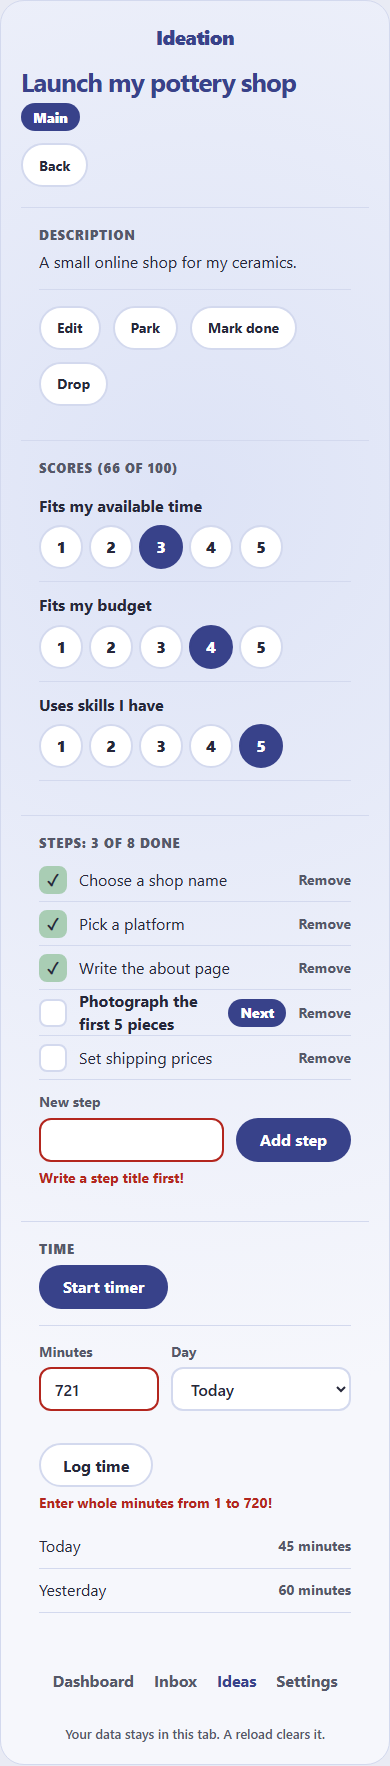 Ideation
Launch my pottery shop
Main
Back
DESCRIPTION
A small online shop for my ceramics.
Edit Park Mark done
Drop
SCORES (66 OF 100)
Fits my available time
1 2 3 4 5
Fits my budget
1 2 3 4 5
Uses skills I have
1 2 3 4 5
STEPS: 3 OF 8 DONE
✓ Choose a shop name Remove
✓ Pick a platform Remove
✓ Write the about page Remove
Photograph the
first 5 pieces Next Remove
Set shipping prices Remove
New step
Add step
Write a step title first!
TIME
Start timer
Minutes Day
721 Today
Log time
Enter whole minutes from 1 to 720!
Today 45 minutes
Yesterday 60 minutes
Dashboard Inbox Ideas Settings
Your data stays in this tab. A reload clears it.